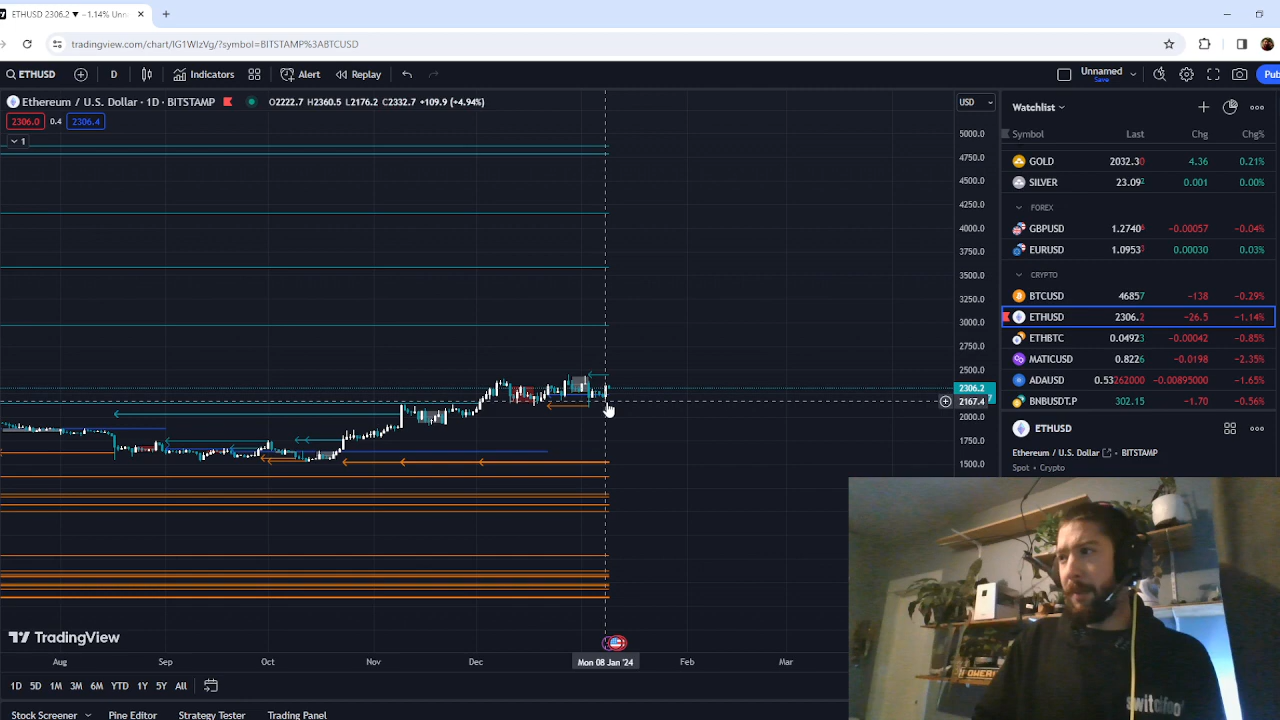 ETHUSD 2306.2 ▼ −1.14% Unn
tradingview.com/chart/IG1WIzVg/?symbol=BITSTAMP%3ABTCUSD
ETHUSD D Indicators Alert Replay Unnamed Save Pub
Ethereum / U.S. Dollar · 1D · BITSTAMP O2222.7 H2360.5 L2176.2 C2332.7 +109.9 (+4.94%)
2306.0 0.4 2306.4
1
USD
5000.0
4750.0
4500.0
4250.0
4000.0
3750.0
3500.0
3250.0
3000.0
2750.0
2500.0
2306.2
2167.4
2000.0
1750.0
1500.0
Watchlist
Symbol Last Chg Chg%
GOLD 2032.30 4.36 0.21%
SILVER 23.092 0.001 0.00%
FOREX
GBPUSD 1.2740 −0.00057 −0.04%
EURUSD 1.0953 0.00030 0.03%
CRYPTO
BTCUSD 46857 −138 −0.29%
ETHUSD 2306.2 −26.5 −1.14%
ETHBTC 0.04923 −0.00042 −0.85%
MATICUSD 0.8226 −0.0198 −2.35%
ADAUSD 0.53262000 −0.00895000 −1.65%
BNBUSDT.P 302.15 −1.70 −0.56%
ETHUSD
Ethereum / U.S. Dollar BITSTAMP
Spot • Crypto
TradingView
Aug Sep Oct Nov Dec Mon 08 Jan '24 Feb Mar
1D 5D 1M 3M 6M YTD 1Y 5Y All
Stock Screener Pine Editor Strategy Tester Trading Panel